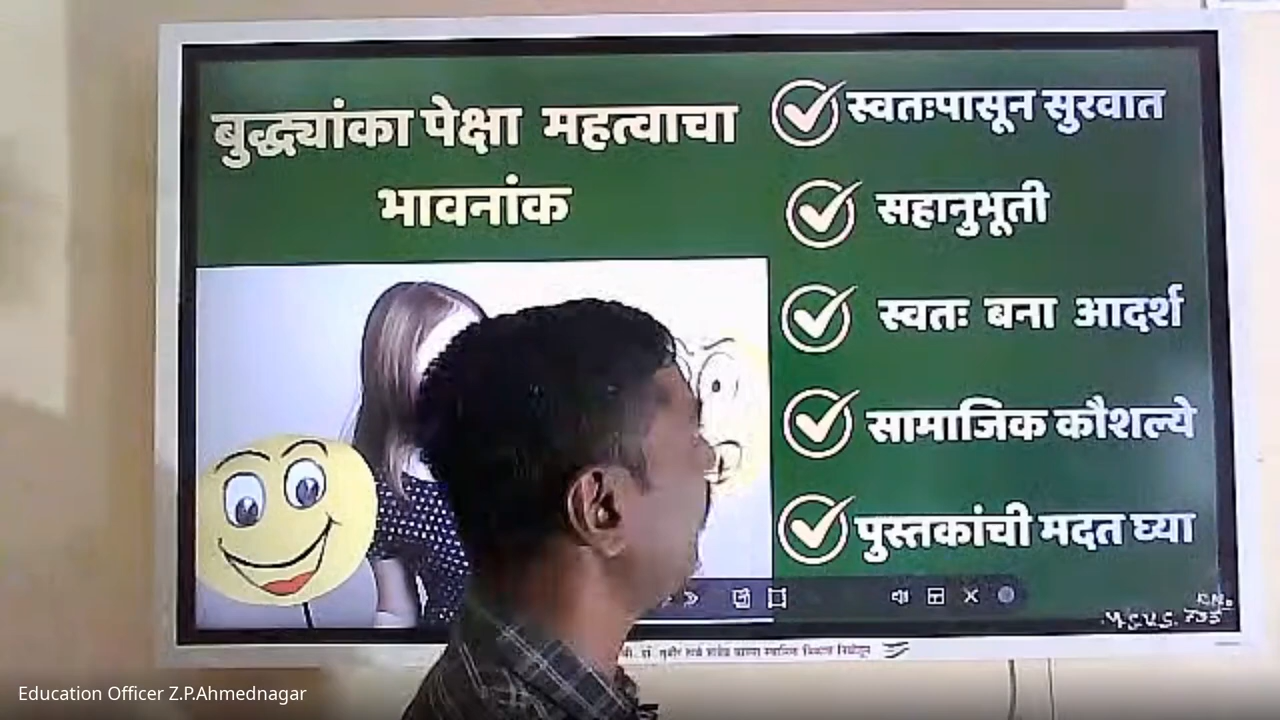 बुद्ध्यांका पेक्षा महत्वाचा
भावनांक
स्वतःपासून सुरवात
सहानुभूती
स्वतः बना आदर्श
सामाजिक कौशल्ये
पुस्तकांची मदत घ्या
Education Officer Z.P.Ahmednagar